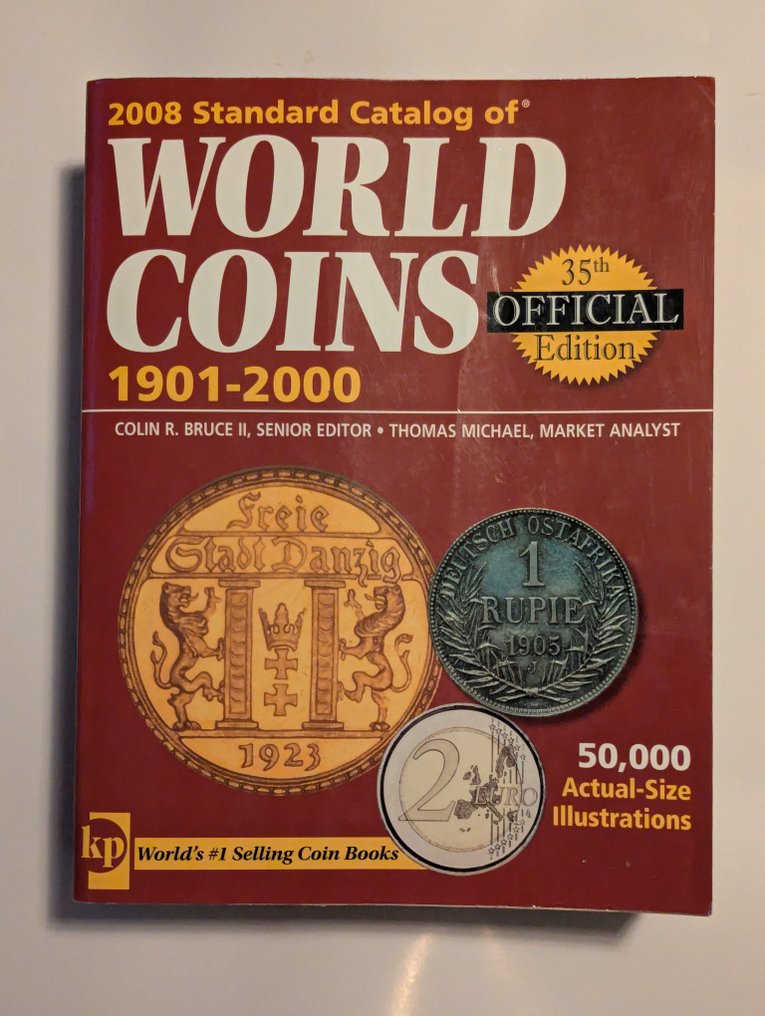 2008 Standard Catalog of®
WORLD
COINS
1901-2000
35th
OFFICIAL
Edition
COLIN R. BRUCE II, SENIOR EDITOR • THOMAS MICHAEL, MARKET ANALYST
Freie
Stadt Danzig
1923
DEUTSCH OSTAFRIKA
1
RUPIE
1905
J
2
EURO
50,000
Actual-Size
Illustrations
kp
World's #1 Selling Coin Books